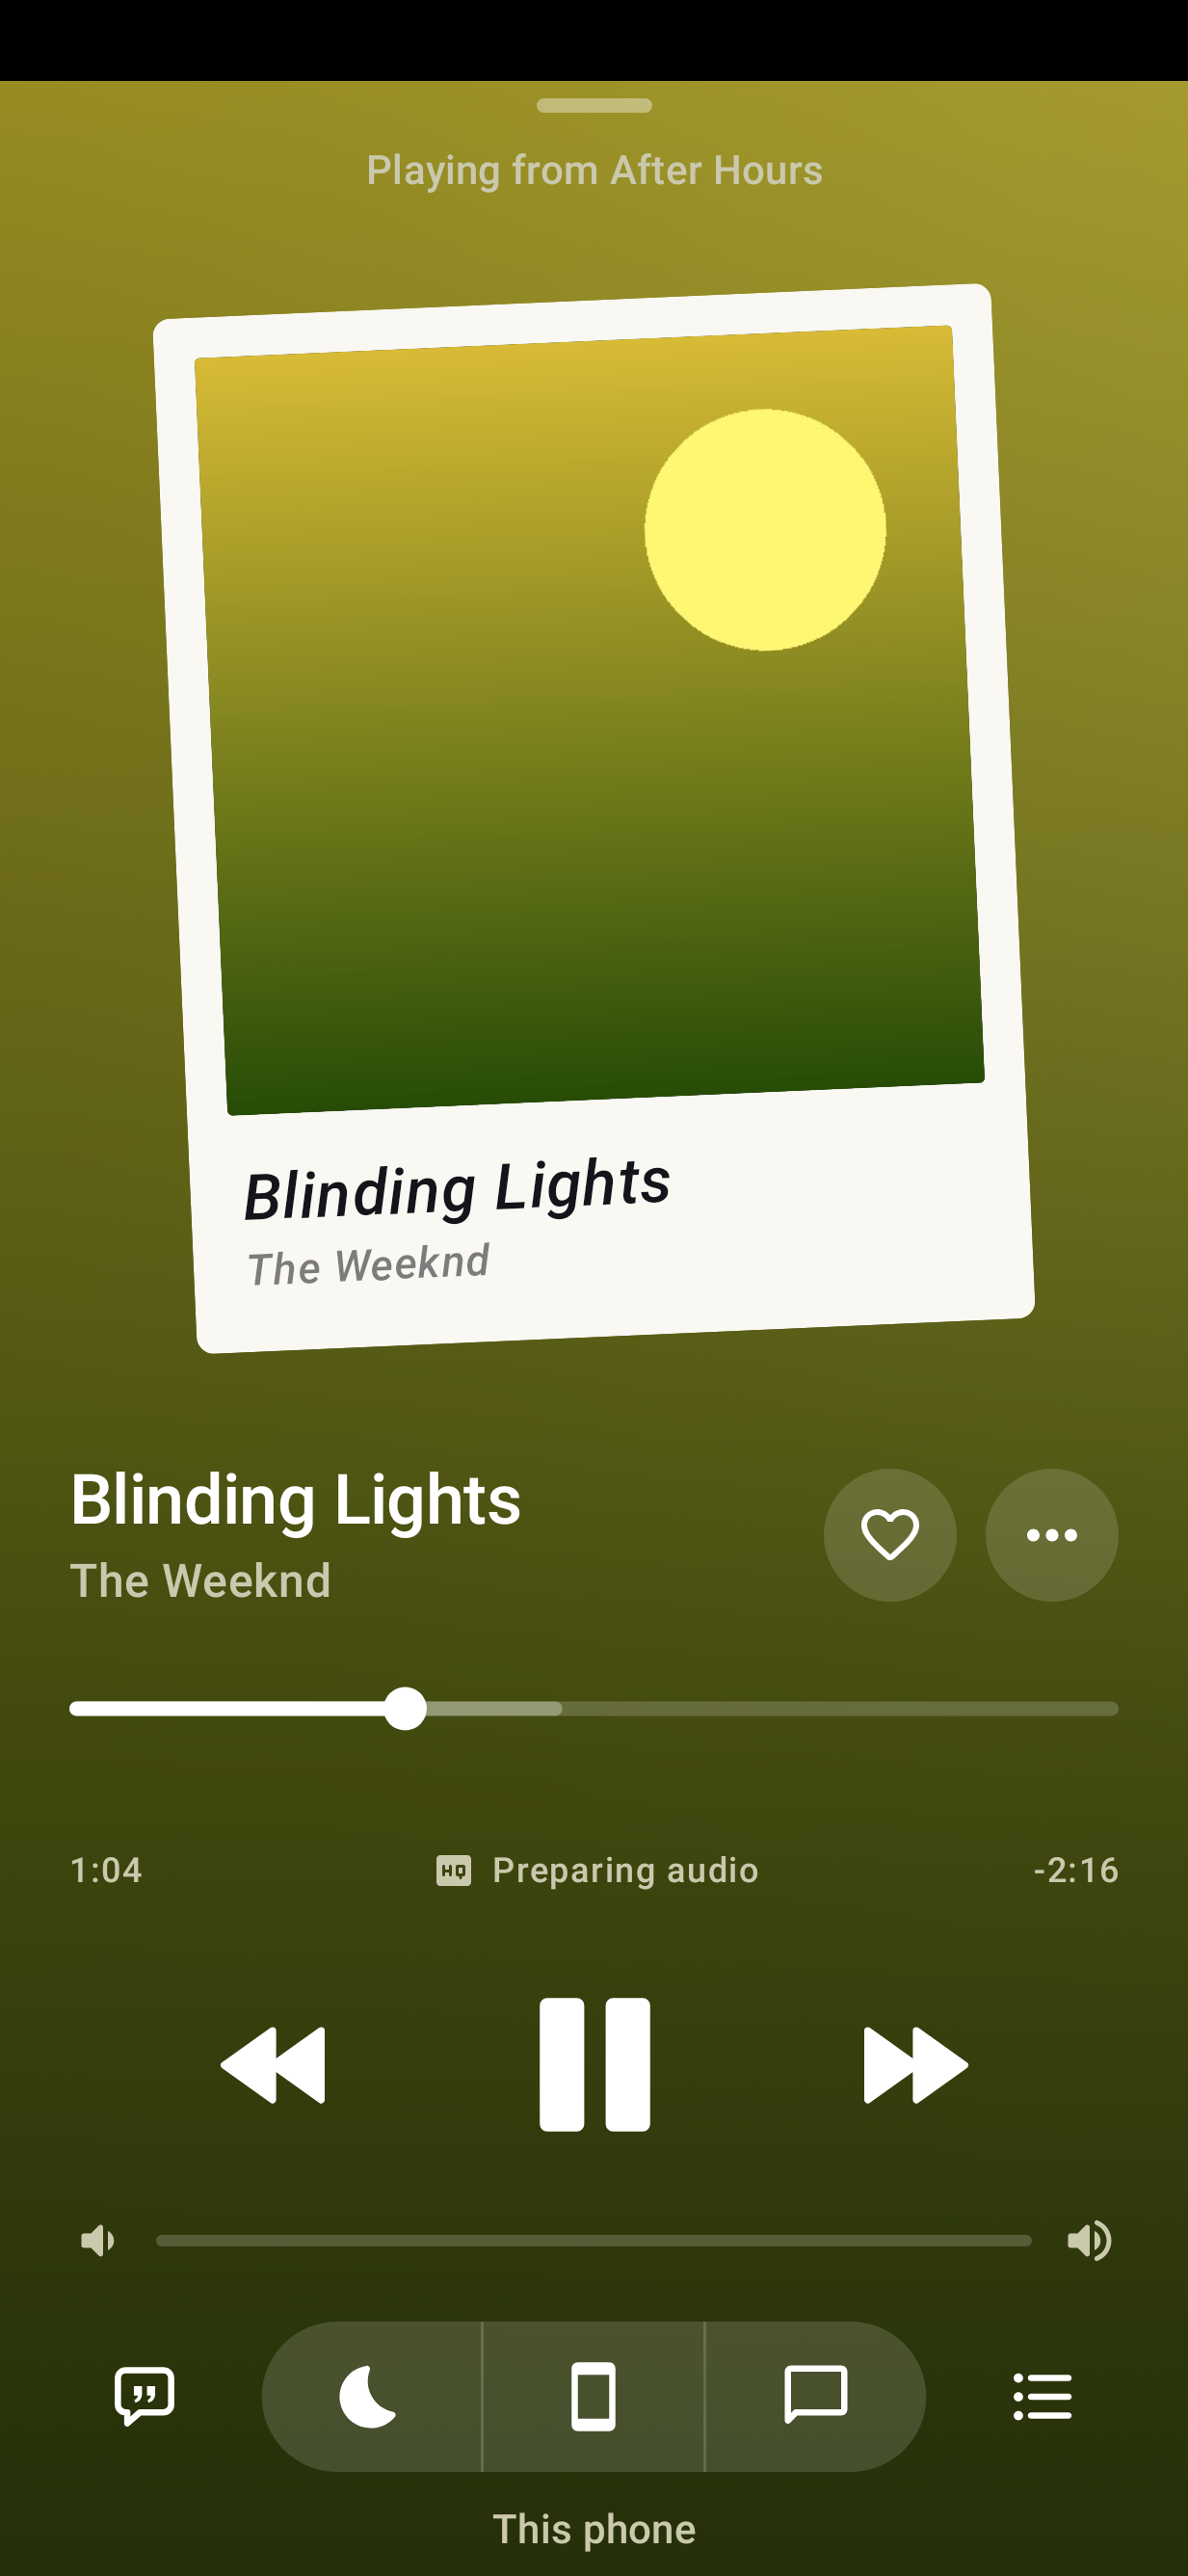 Playing from After Hours
Blinding Lights
The Weeknd
Blinding Lights
The Weeknd
1:04
HQ Preparing audio
-2:16
This phone